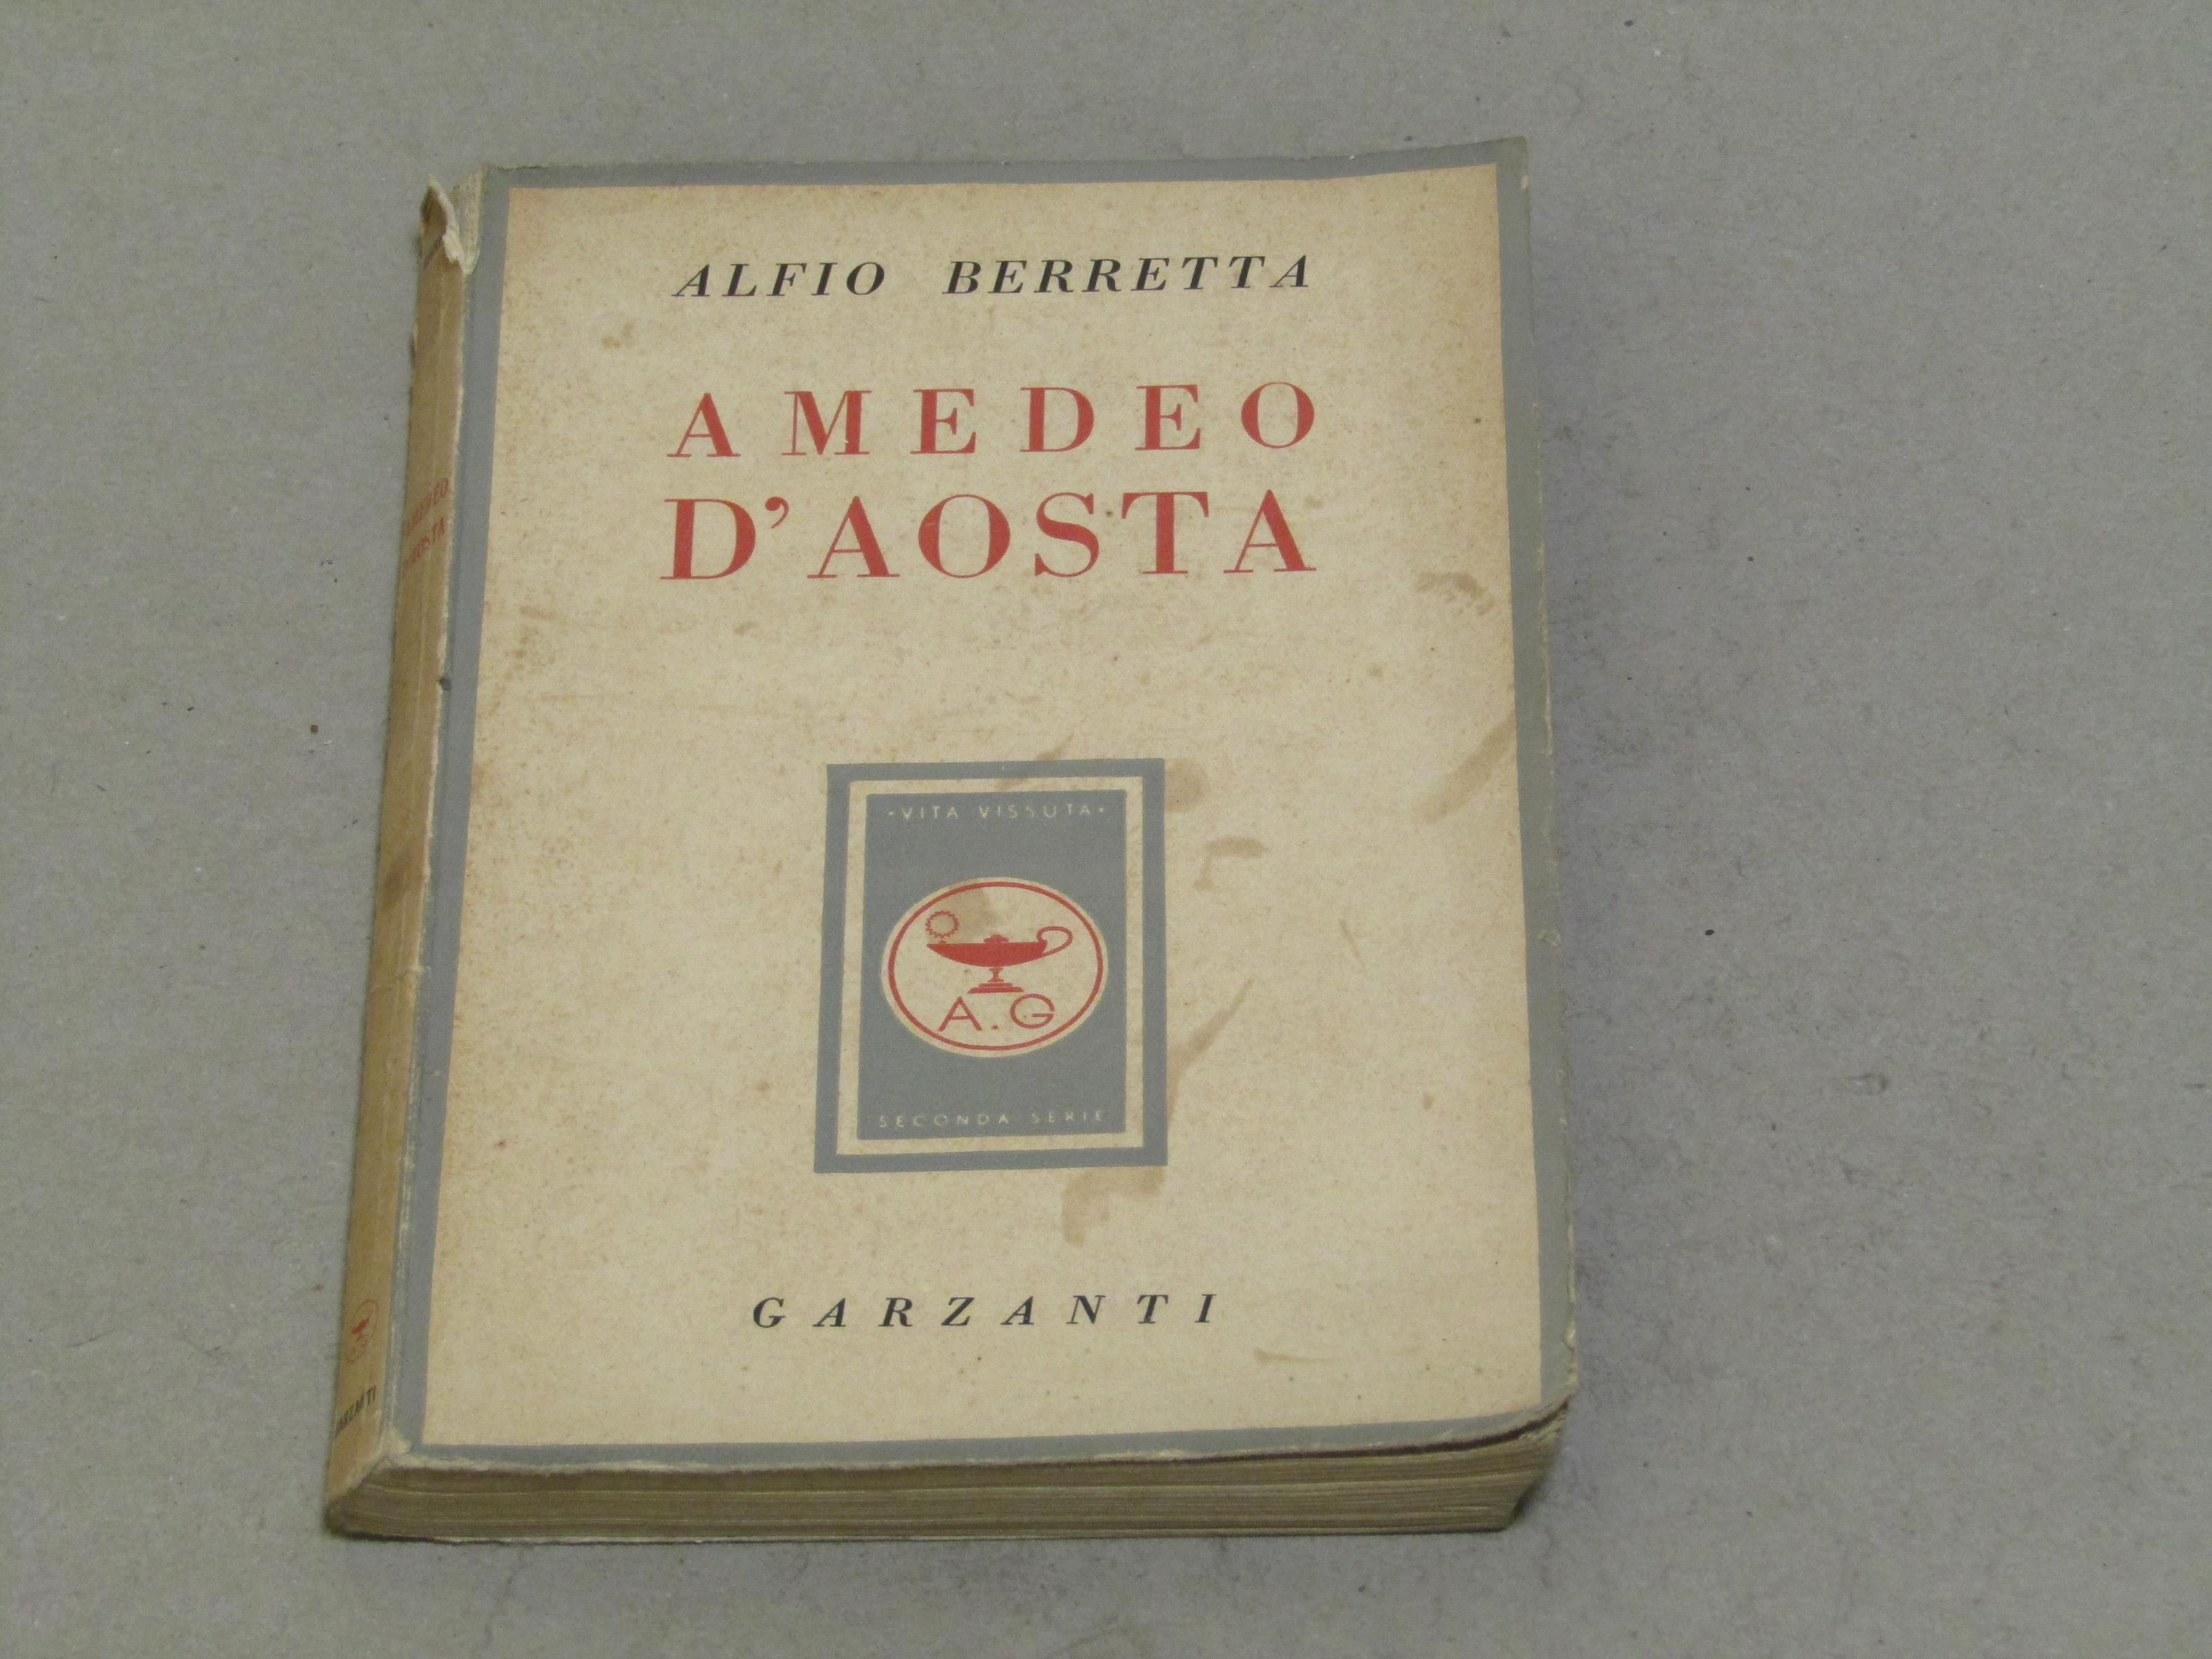 ALFIO BERRETTA
AMEDEO
D'AOSTA
·VITA VISSUTA·
A.G
SECONDA SERIE
GARZANTI
AMEDEO
D'AOSTA
GARZANTI